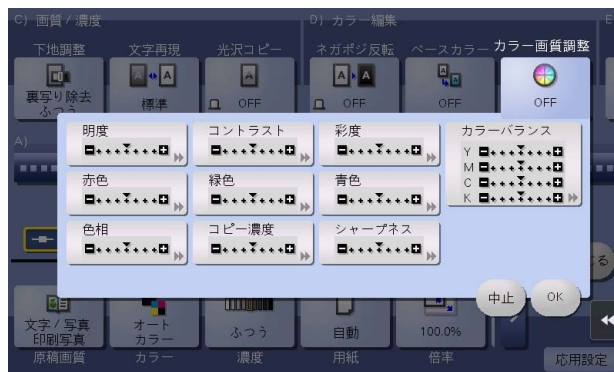 C) 画質 / 濃度
D) カラー編集
E
下地調整
文字再現
光沢コピー
ネガポジ反転
ベースカラー
カラー画質調整
裏写り除去
ふつう
標準
OFF
OFF
OFF
OFF
A)
明度
コントラスト
彩度
カラーバランス
Y
M
C
K
赤色
緑色
青色
色相
コピー濃度
シャープネス
じる
中止
OK
文字 / 写真
印刷写真
オート
カラー
ふつう
自動
100.0%
原稿画質
カラー
濃度
用紙
倍率
応用設定